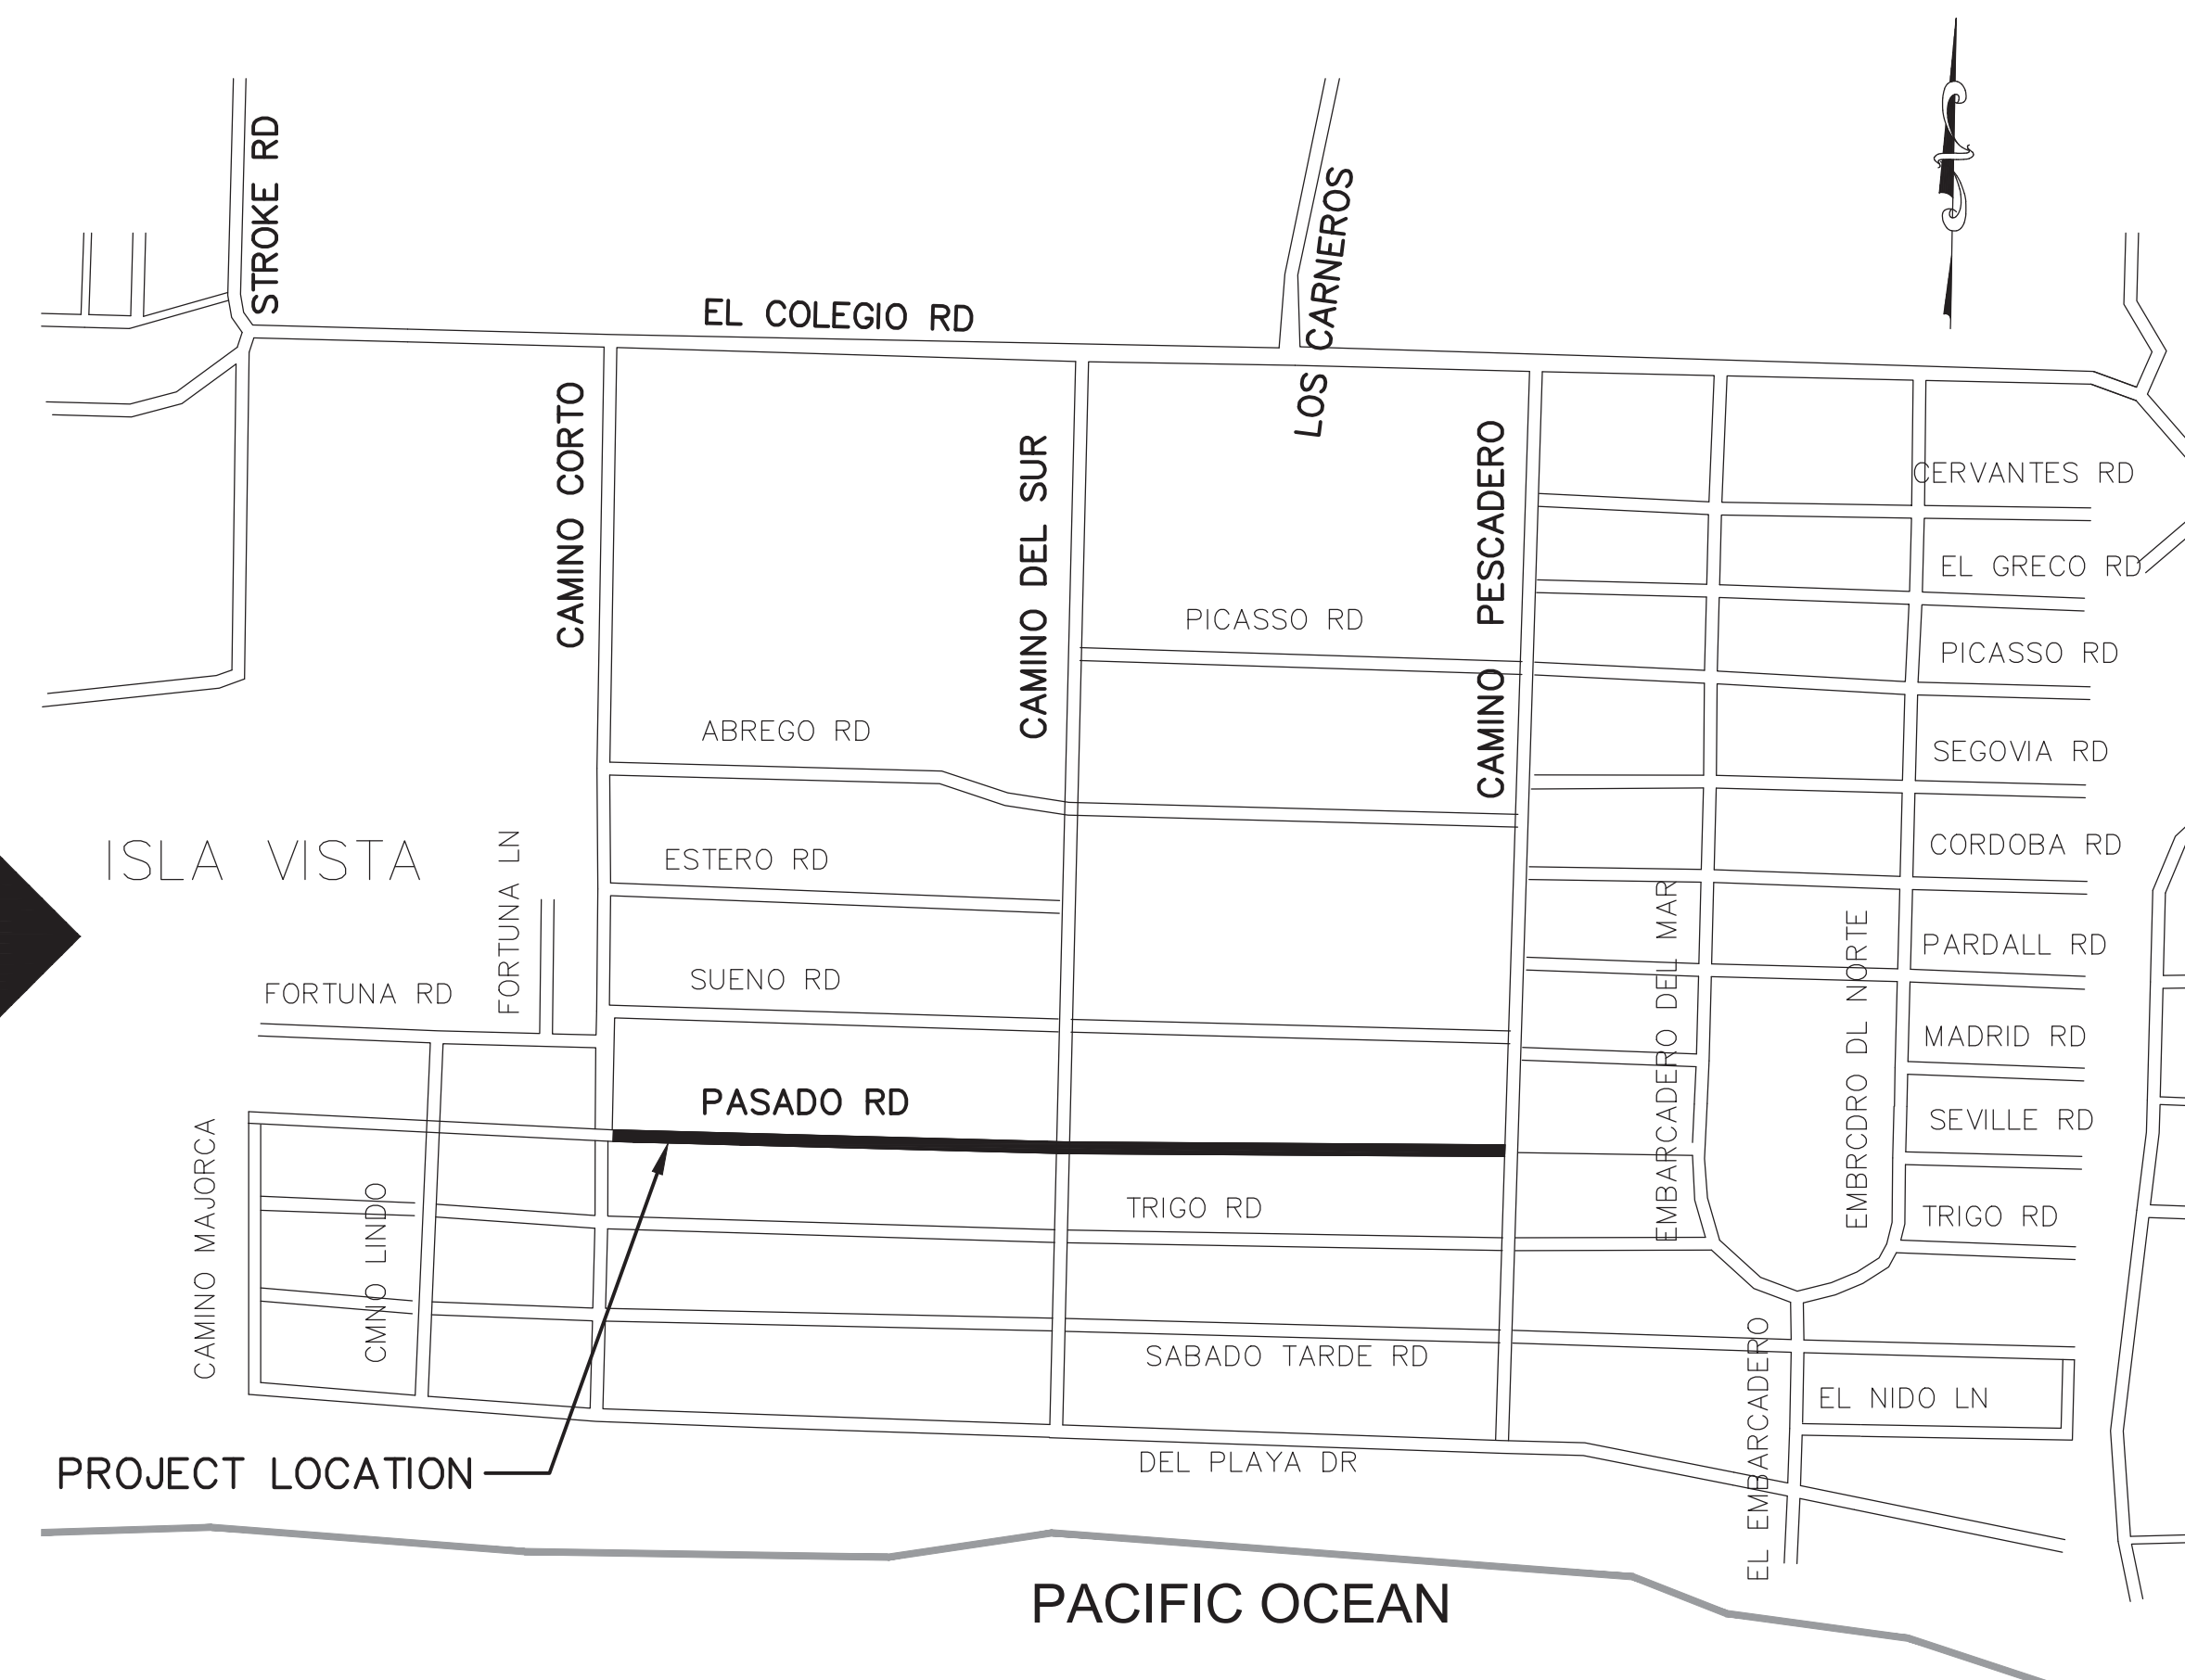 STROKE RD
LOS CARNEROS
EL COLEGIO RD
CAMINO CORTO
CAMINO DEL SUR
CAMINO PESCADERO
CERVANTES RD
EL GRECO RD
PICASSO RD
PICASSO RD
ABREGO RD
SEGOVIA RD
ISLA VISTA
FORTUNA LN
ESTERO RD
CORDOBA RD
EMBARCADERO DEL MAR
EMBRCDRO DL NORTE
PARDALL RD
FORTUNA RD
SUENO RD
MADRID RD
PASADO RD
SEVILLE RD
CAMINO MAJORCA
CMNO LINDO
TRIGO RD
TRIGO RD
SABADO TARDE RD
EL EMBARCADERO
EL NIDO LN
PROJECT LOCATION
DEL PLAYA DR
PACIFIC OCEAN